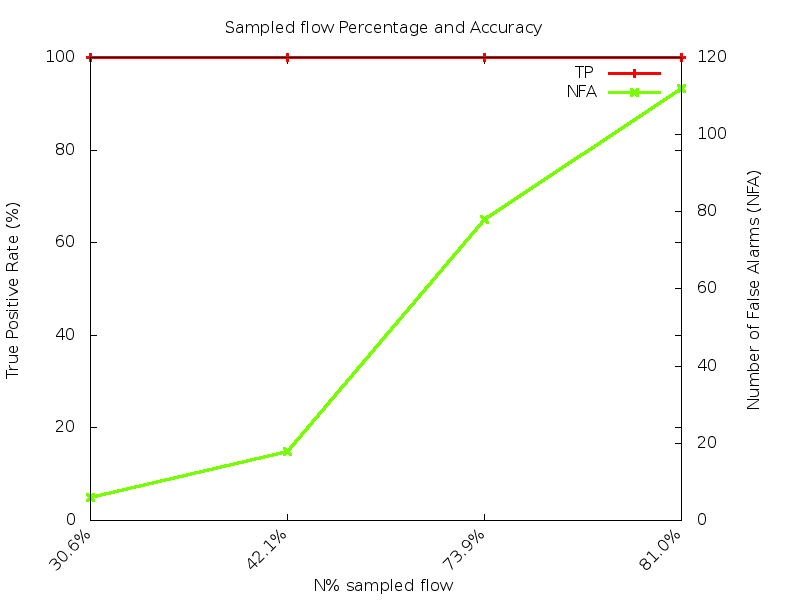 Sampled flow Percentage and Accuracy
TP
NFA
100
80
60
40
20
0
120
100
80
60
40
20
0
True Positive Rate (%)
Number of False Alarms (NFA)
30.6%
42.1%
73.9%
81.0%
N% sampled flow